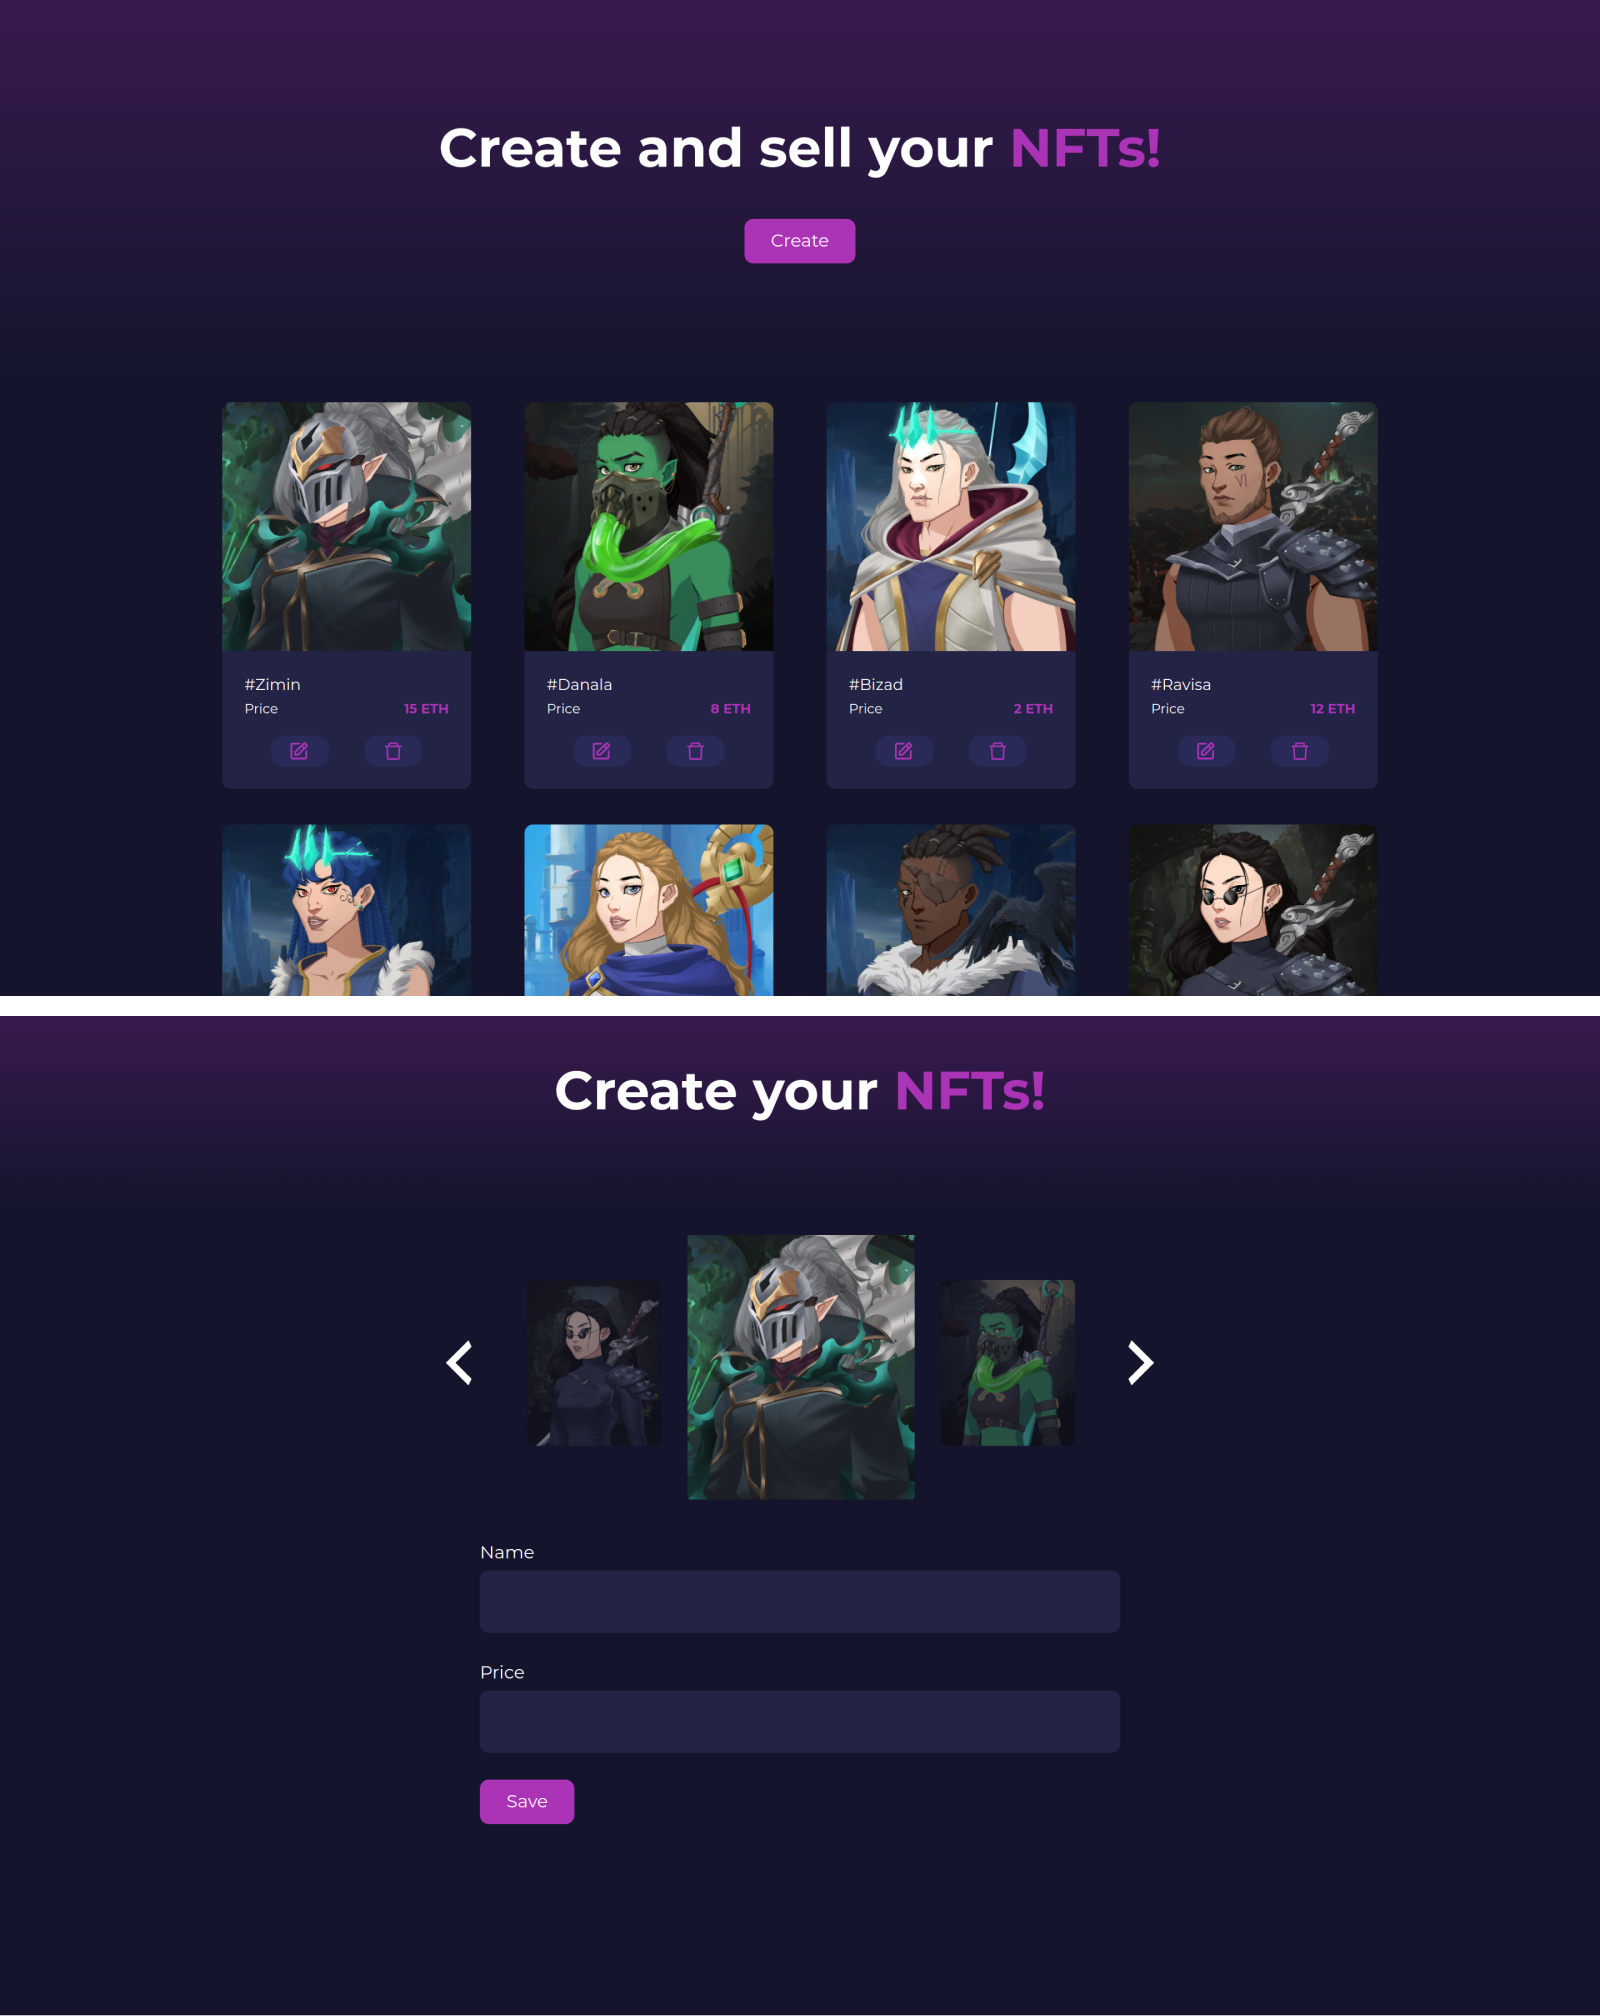 Create and sell your NFTs!
Create
#Zimin
Price 15 ETH
#Danala
Price 8 ETH
#Bizad
Price 2 ETH
#Ravisa
Price 12 ETH
Create your NFTs!
Name
Price
Save